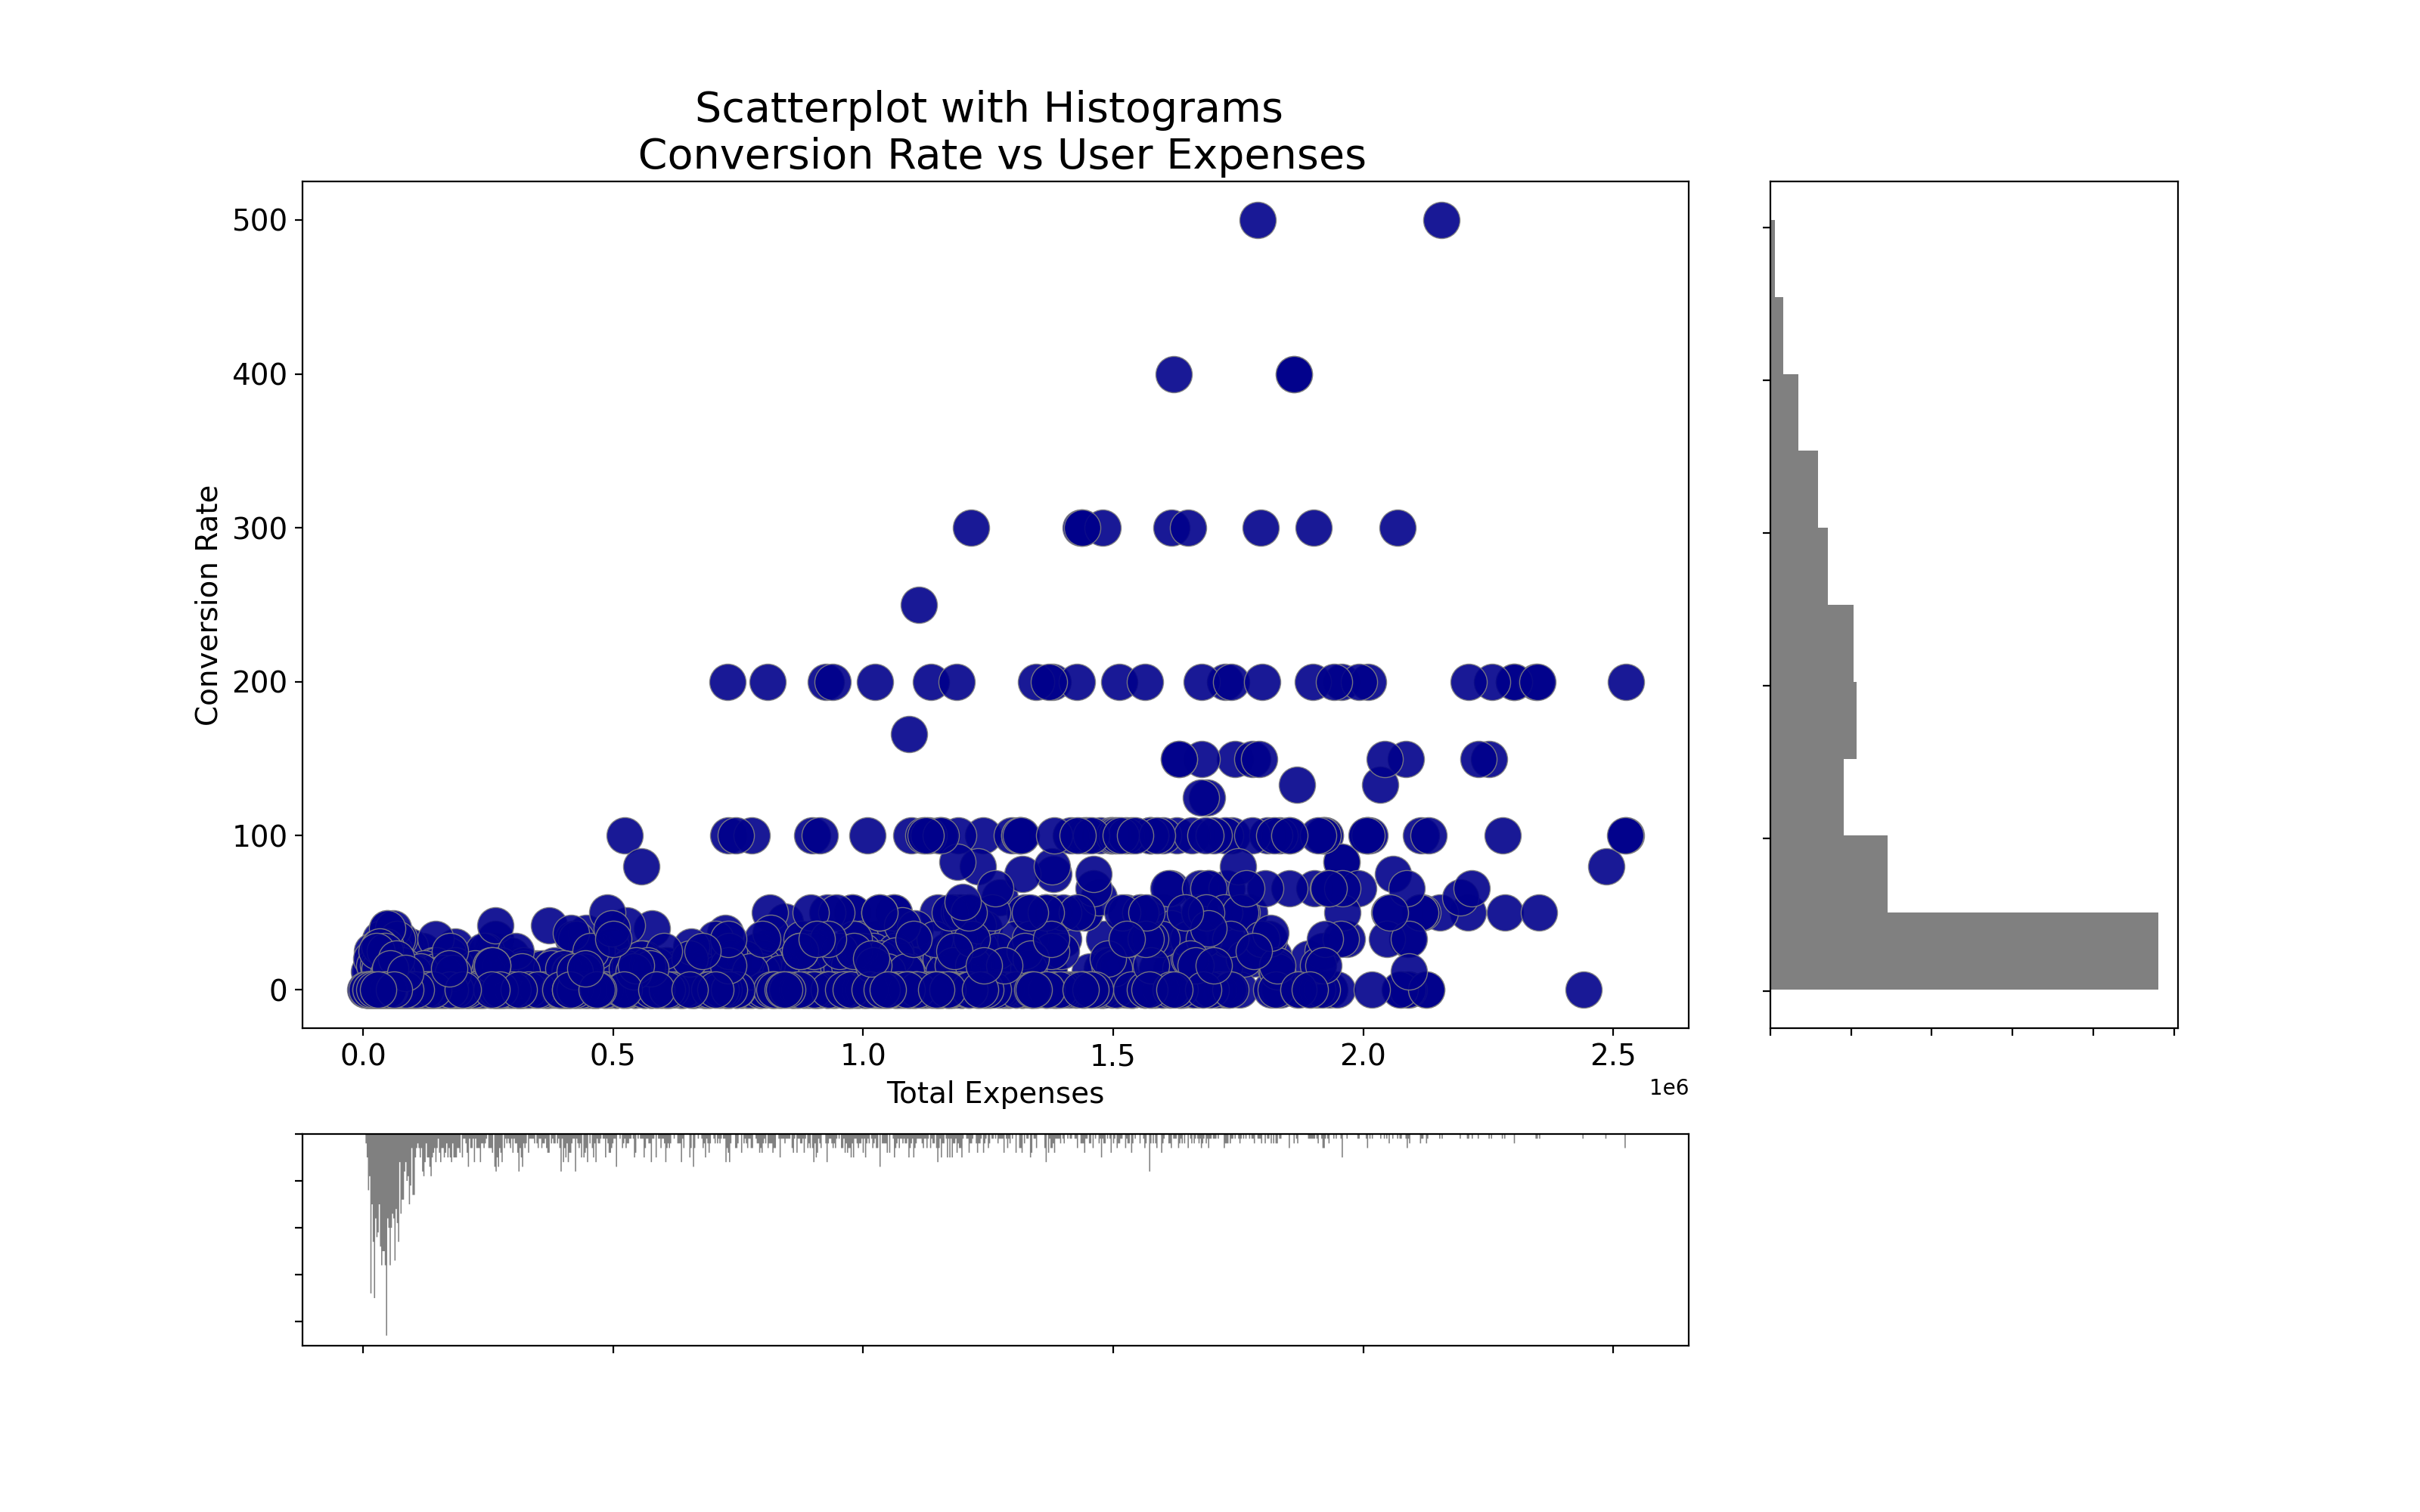 Scatterplot with Histograms
Conversion Rate vs User Expenses
500
400
300
200
100
0
Conversion Rate
0.0 0.5 1.0 1.5 2.0 2.5
Total Expenses
1e6